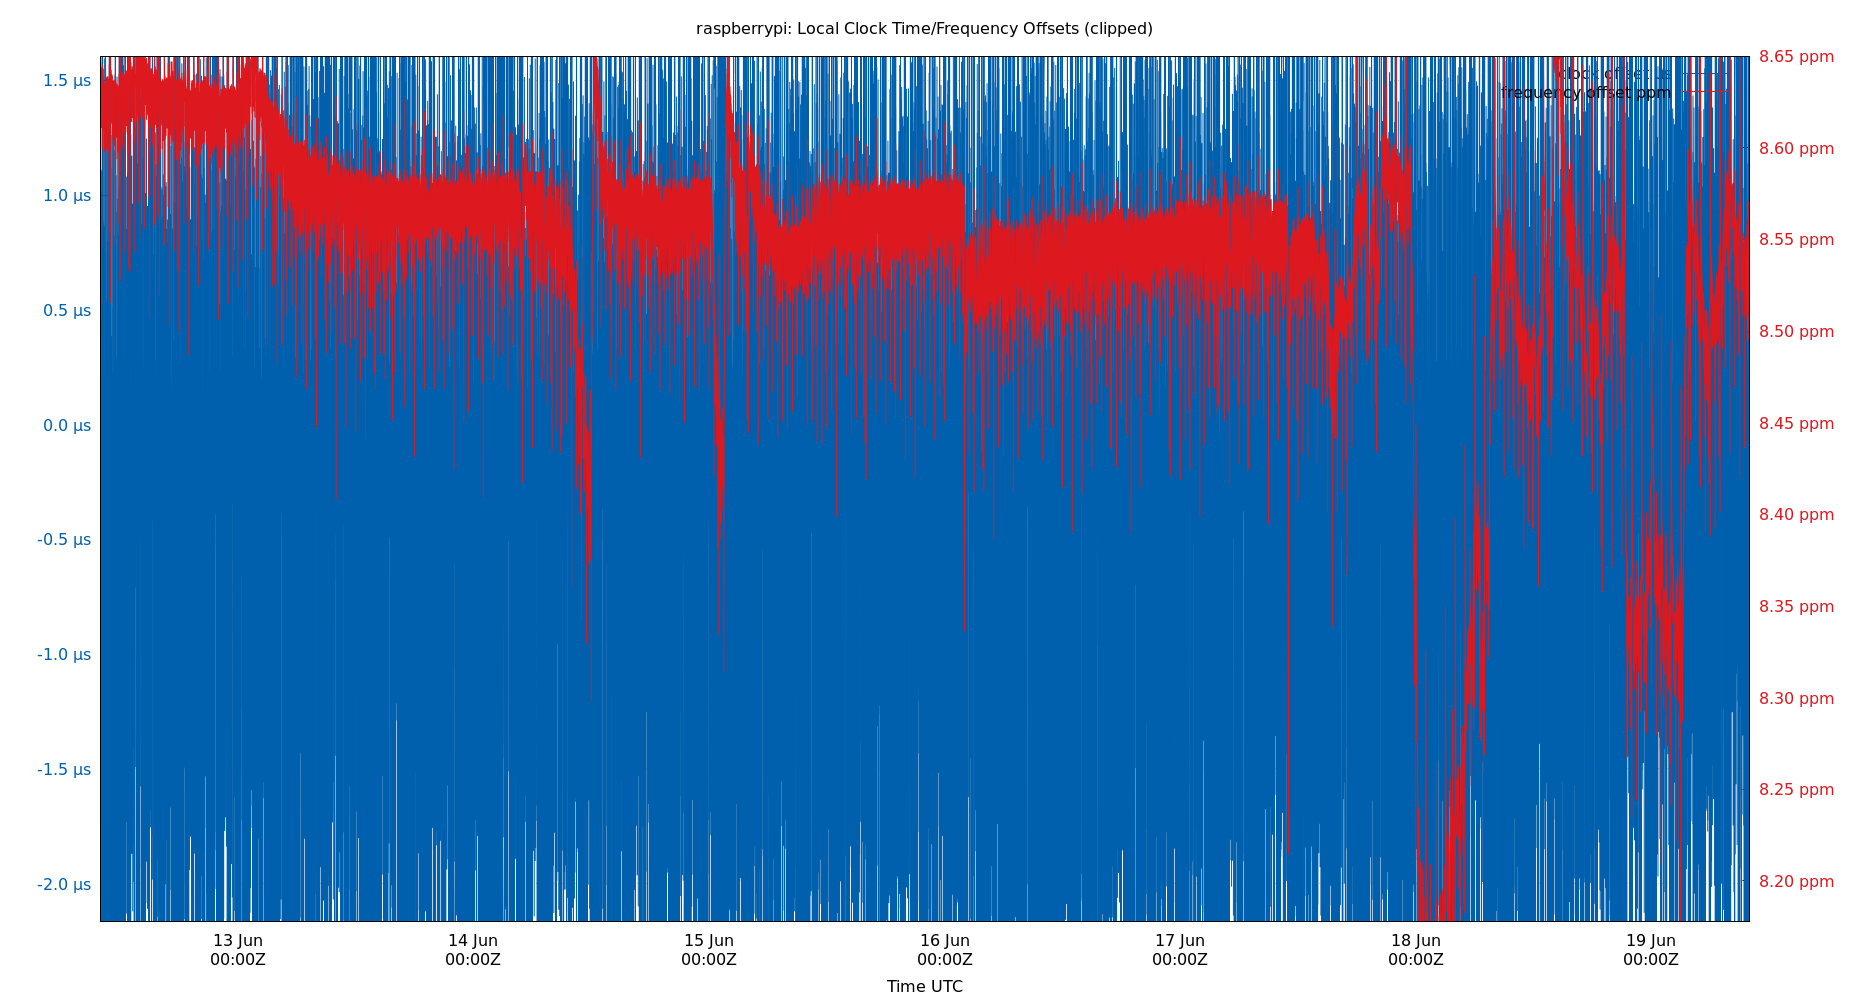 raspberrypi: Local Clock Time/Frequency Offsets (clipped)
clock offset µs
frequency offset ppm
1.5 µs
1.0 µs
0.5 µs
0.0 µs
-0.5 µs
-1.0 µs
-1.5 µs
-2.0 µs
8.65 ppm
8.60 ppm
8.55 ppm
8.50 ppm
8.45 ppm
8.40 ppm
8.35 ppm
8.30 ppm
8.25 ppm
8.20 ppm
13 Jun 14 Jun 15 Jun 16 Jun 17 Jun 18 Jun 19 Jun
00:00Z 00:00Z 00:00Z 00:00Z 00:00Z 00:00Z 00:00Z
Time UTC